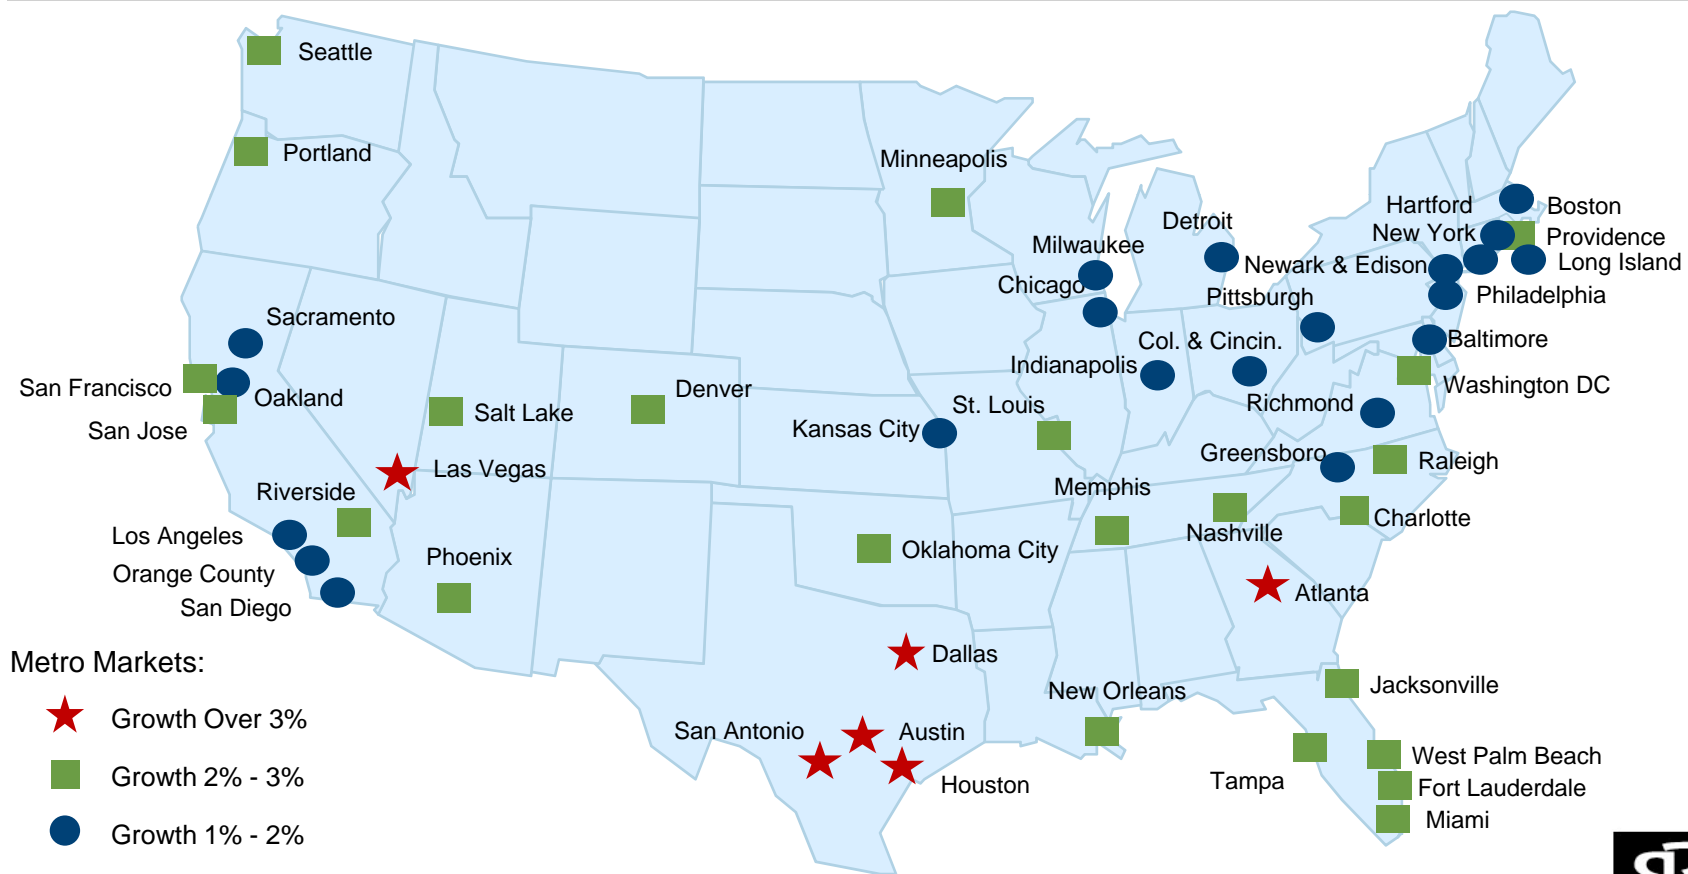 Seattle
Portland
Minneapolis
Detroit
Milwaukee
Chicago
Hartford
Boston
New York
Providence
Newark & Edison
Long Island
Pittsburgh
Philadelphia
Sacramento
Col. & Cincin.
Baltimore
Indianapolis
San Francisco
Oakland
San Jose
Salt Lake
Denver
Washington DC
St. Louis
Richmond
Kansas City
Las Vegas
Greensboro
Raleigh
Riverside
Memphis
Nashville
Charlotte
Los Angeles
Orange County
San Diego
Phoenix
Oklahoma City
Atlanta
Dallas
New Orleans
Jacksonville
San Antonio
Austin
Houston
Tampa
West Palm Beach
Fort Lauderdale
Miami
Metro Markets:
Growth Over 3%
Growth 2% - 3%
Growth 1% - 2%